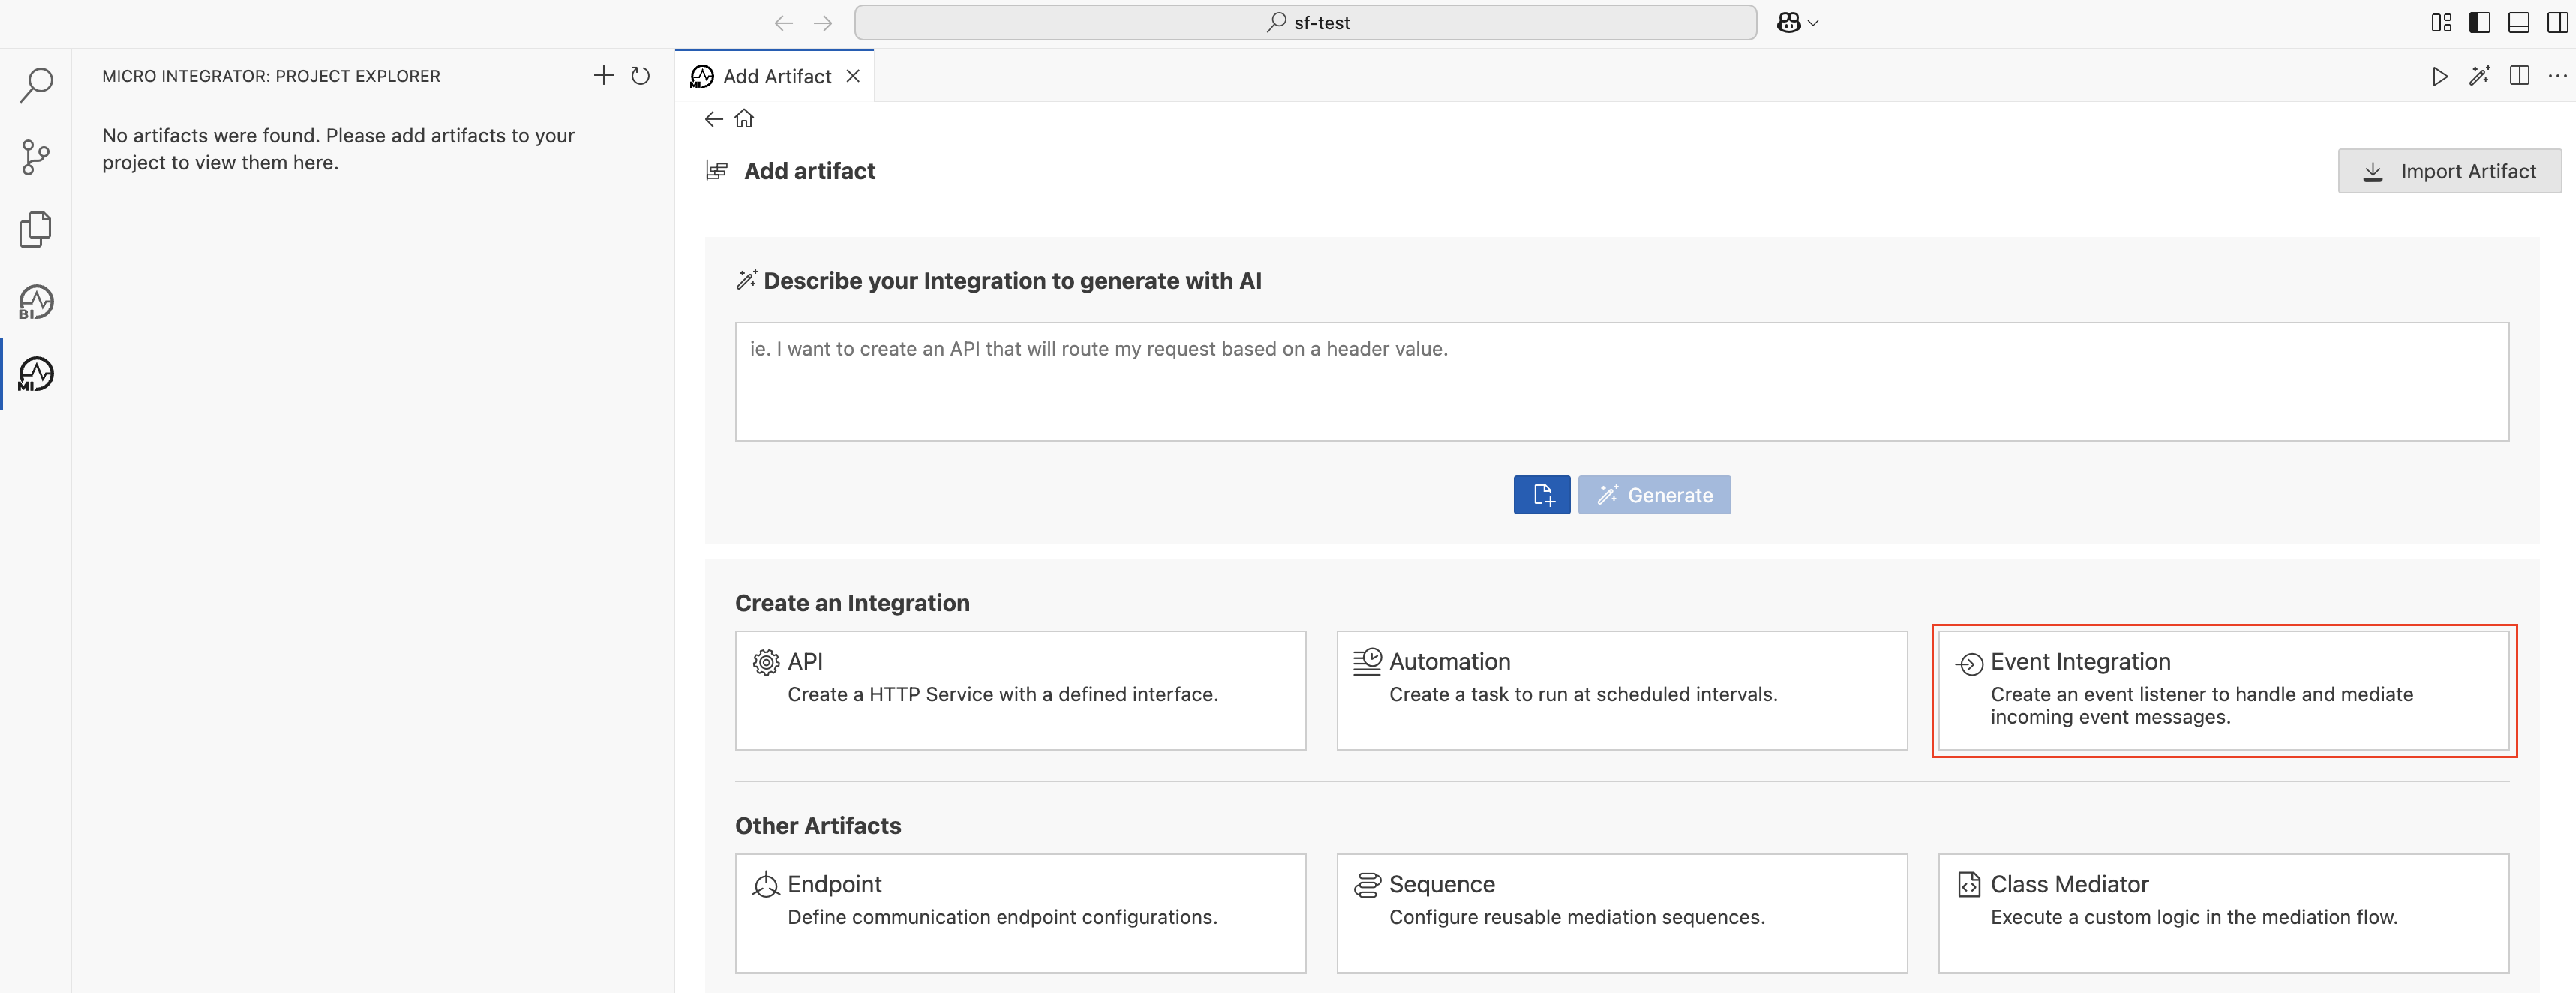 sf-test
MICRO INTEGRATOR: PROJECT EXPLORER
No artifacts were found. Please add artifacts to your
project to view them here.
BI
MI
MI Add Artifact
Add artifact
Import Artifact
Describe your Integration to generate with AI
ie. I want to create an API that will route my request based on a header value.
Generate
Create an Integration
API
Create a HTTP Service with a defined interface.
Automation
Create a task to run at scheduled intervals.
Event Integration
Create an event listener to handle and mediate
incoming event messages.
Other Artifacts
Endpoint
Define communication endpoint configurations.
Sequence
Configure reusable mediation sequences.
Class Mediator
Execute a custom logic in the mediation flow.